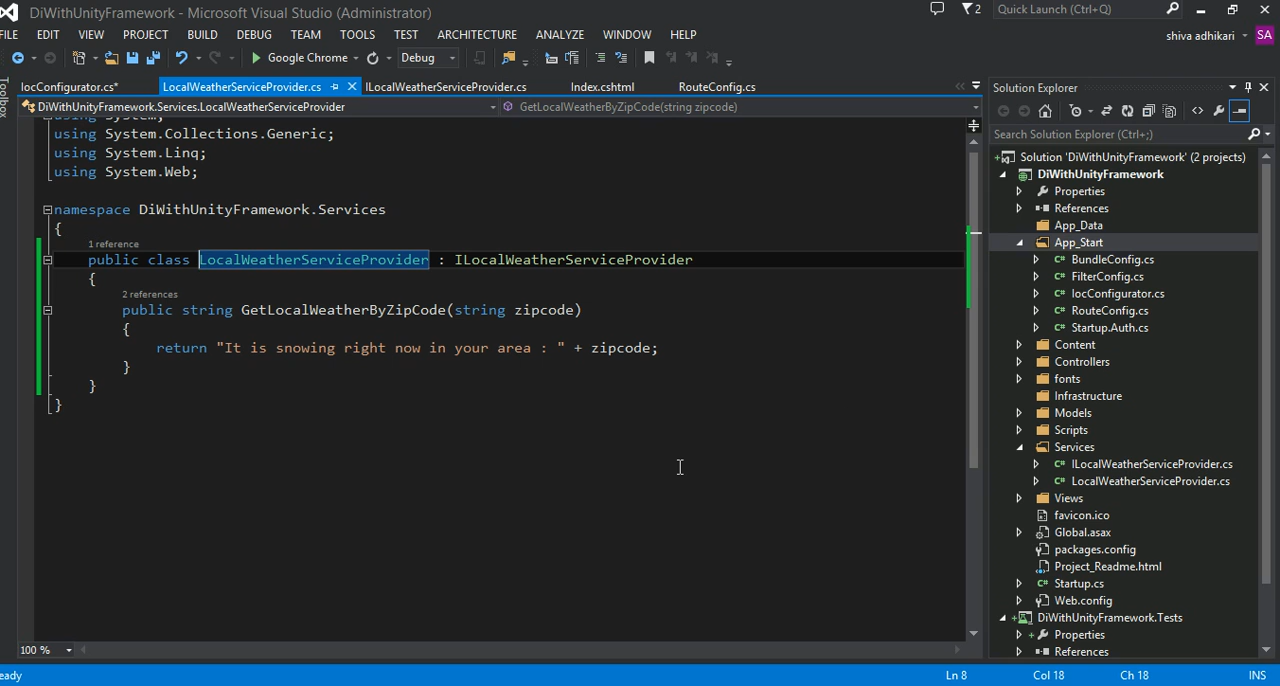 DiWithUnityFramework - Microsoft Visual Studio (Administrator)
2
Quick Launch (Ctrl+Q)
FILE EDIT VIEW PROJECT BUILD DEBUG TEAM TOOLS TEST ARCHITECTURE ANALYZE WINDOW HELP
shiva adhikari SA
Google Chrome Debug
Toolbox
IocConfigurator.cs* LocalWeatherServiceProvider.cs ILocalWeatherServiceProvider.cs Index.cshtml RouteConfig.cs
DiWithUnityFramework.Services.LocalWeatherServiceProvider GetLocalWeatherByZipCode(string zipcode)
using System;
using System.Collections.Generic;
using System.Linq;
using System.Web;
namespace DiWithUnityFramework.Services
{
1 reference
public class LocalWeatherServiceProvider : ILocalWeatherServiceProvider
{
2 references
public string GetLocalWeatherByZipCode(string zipcode)
{
return "It is snowing right now in your area : " + zipcode;
}
}
}
100 %
Solution Explorer
Search Solution Explorer (Ctrl+;)
Solution 'DiWithUnityFramework' (2 projects)
DiWithUnityFramework
Properties
References
App_Data
App_Start
BundleConfig.cs
FilterConfig.cs
IocConfigurator.cs
RouteConfig.cs
Startup.Auth.cs
Content
Controllers
fonts
Infrastructure
Models
Scripts
Services
ILocalWeatherServiceProvider.cs
LocalWeatherServiceProvider.cs
Views
favicon.ico
Global.asax
packages.config
Project_Readme.html
Startup.cs
Web.config
DiWithUnityFramework.Tests
Properties
References
eady Ln 8 Col 18 Ch 18 INS